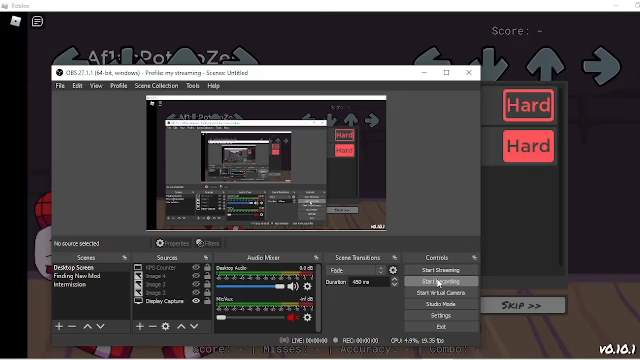 Roblox
Score: -
OBS 27.1.1 (64-bit, windows) - Profile: my streaming - Scenes: Untitled
File Edit View Profile Scene Collection Tools Help
Hard
Hard
No source selected
Properties
Filters
Scenes
Desktop Screen
Finding New Mod
Intermission
Sources
KPS Counter
Image 4
Image 3
Image 2
Display Capture
Audio Mixer
Desktop Audio 0.0 dB
Mic/Aux -inf dB
Scene Transitions
Fade
Duration 450 ms
Controls
Start Streaming
Start Recording
Start Virtual Camera
Studio Mode
Settings
Exit
Skip >>
LIVE: 00:00:00 REC: 00:00:00 CPU: 4.9%, 19.35 fps
Score: - | Misses: - | Accuracy: - | Combo: -
v0.10.1